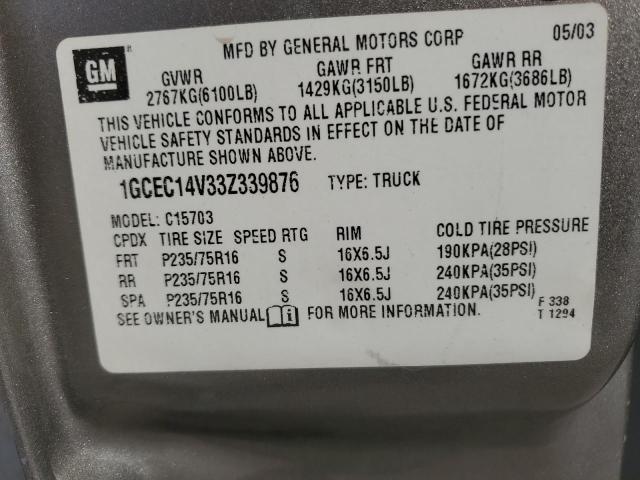 GM
MFD BY GENERAL MOTORS CORP 05/03
GVWR GAWR FRT GAWR RR
2767KG(6100LB) 1429KG(3150LB) 1672KG(3686LB)
THIS VEHICLE CONFORMS TO ALL APPLICABLE U.S. FEDERAL MOTOR
VEHICLE SAFETY STANDARDS IN EFFECT ON THE DATE OF
MANUFACTURE SHOWN ABOVE.
1GCEC14V33Z339876 TYPE: TRUCK
MODEL: C15703
CPDX TIRE SIZE SPEED RTG RIM COLD TIRE PRESSURE
FRT P235/75R16 S 16X6.5J 190KPA(28PSI)
RR P235/75R16 S 16X6.5J 240KPA(35PSI)
SPA P235/75R16 S 16X6.5J 240KPA(35PSI)
SEE OWNER'S MANUAL i FOR MORE INFORMATION.
F 338
T 1294